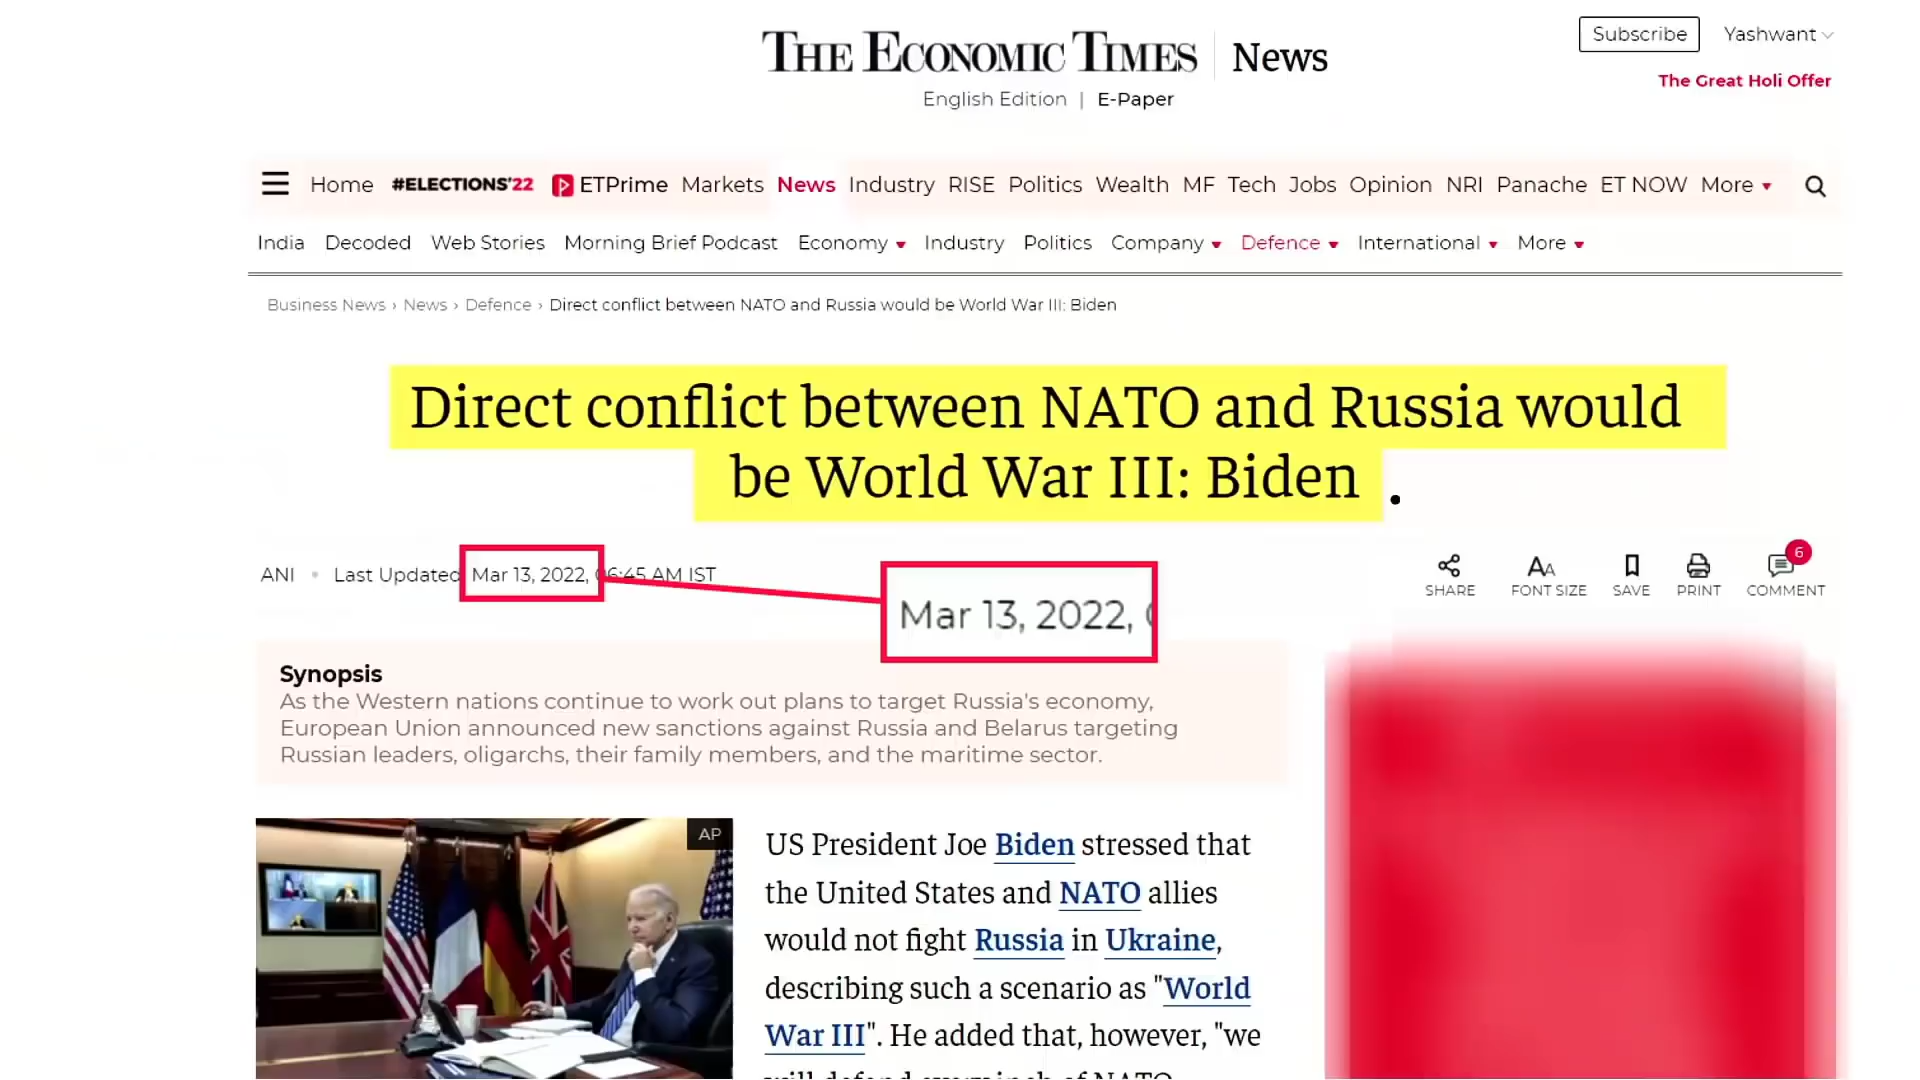 THE ECONOMIC TIMES | News
Subscribe
Yashwant
The Great Holi Offer
English Edition | E-Paper
Home #ELECTIONS'22 ETPrime Markets News Industry RISE Politics Wealth MF Tech Jobs Opinion NRI Panache ET NOW More
India Decoded Web Stories Morning Brief Podcast Economy Industry Politics Company Defence International More
Business News › News › Defence › Direct conflict between NATO and Russia would be World War III: Biden
Direct conflict between NATO and Russia would
be World War III: Biden .
ANI • Last Updated Mar 13, 2022, 06:45 AM IST
Mar 13, 2022,
SHARE
FONT SIZE
SAVE
PRINT
6
COMMENT
Synopsis
As the Western nations continue to work out plans to target Russia's economy,
European Union announced new sanctions against Russia and Belarus targeting
Russian leaders, oligarchs, their family members, and the maritime sector.
AP
US President Joe Biden stressed that
the United States and NATO allies
would not fight Russia in Ukraine,
describing such a scenario as "World
War III". He added that, however, "we
will defend every inch of NATO